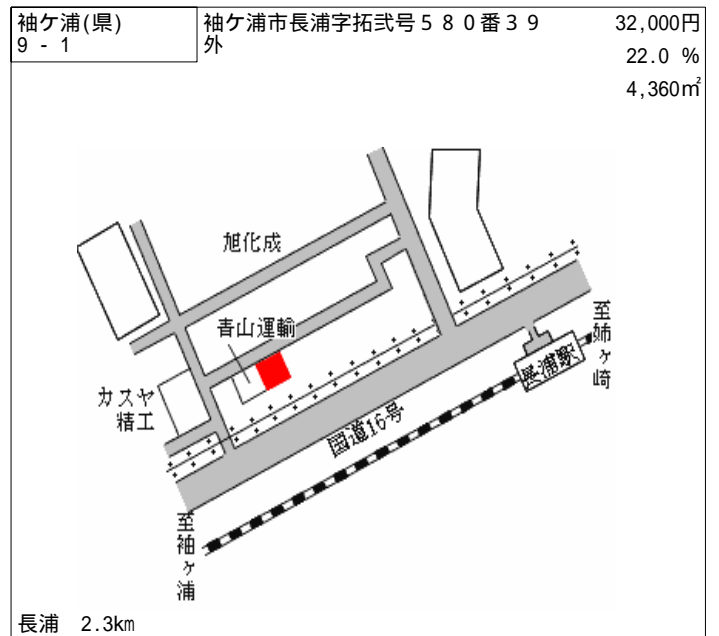 袖ケ浦(県)
9 - 1
袖ケ浦市長浦字拓弐号５８０番３９
外
32,000円
22.0 %
4,360㎡
旭化成
青山運輸
カスヤ
精工
国道16号
長浦駅
至姉ヶ崎
至袖ヶ浦
長浦 2.3km